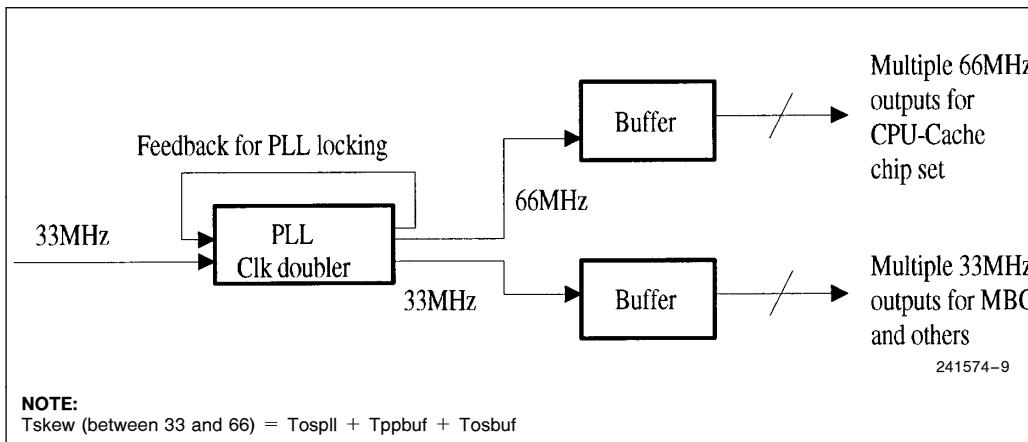 Multiple 66MHz
outputs for
CPU-Cache
chip set
Buffer
Feedback for PLL locking
66MHz
33MHz
PLL
Clk doubler
33MHz
Buffer
Multiple 33MHz
outputs for MBC
and others
241574–9
NOTE:
Tskew (between 33 and 66) = Tospll + Tppbuf + Tosbuf